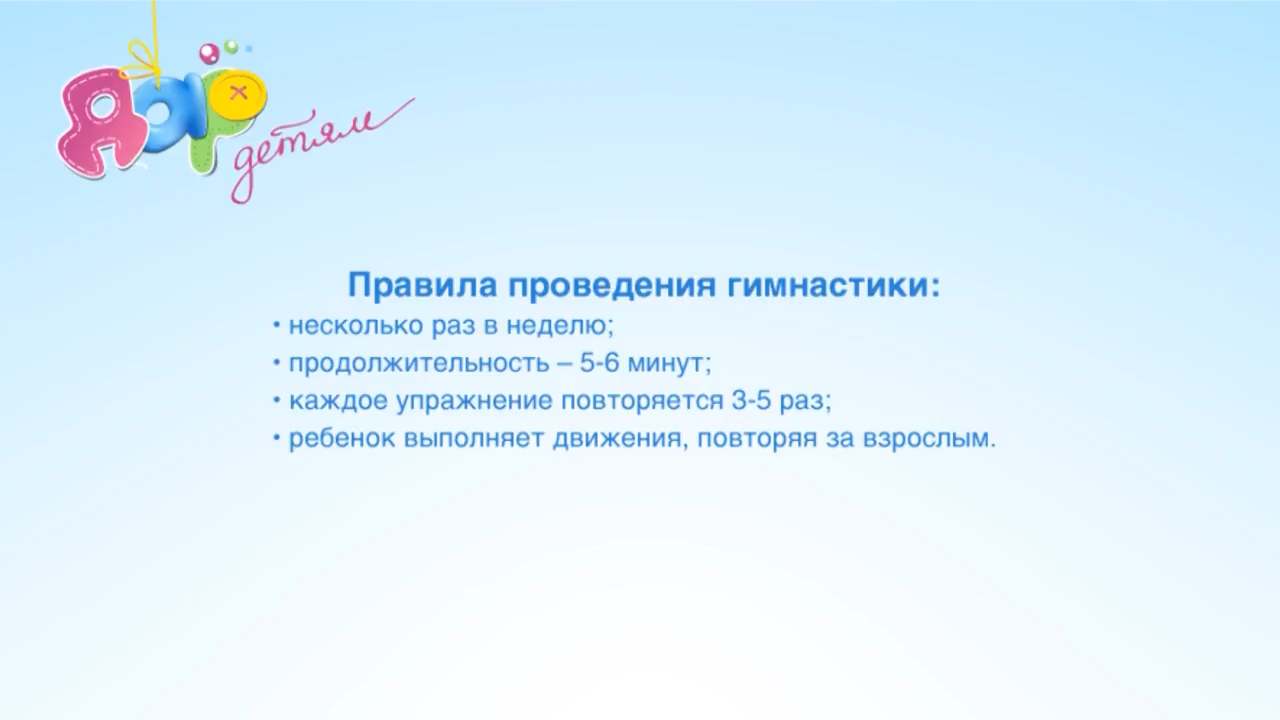 Яар
детям
Правила проведения гимнастики:
• несколько раз в неделю;
• продолжительность – 5-6 минут;
• каждое упражнение повторяется 3-5 раз;
• ребенок выполняет движения, повторяя за взрослым.